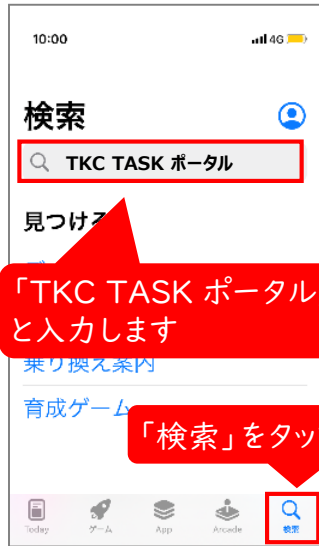 10:00
4G
検索
TKC TASK ポータル
見つける
「TKC TASK ポータル
と入力します
乗り換え案内
育成ゲーム
「検索」をタッ
Today
ゲーム
App
Arcade
検索